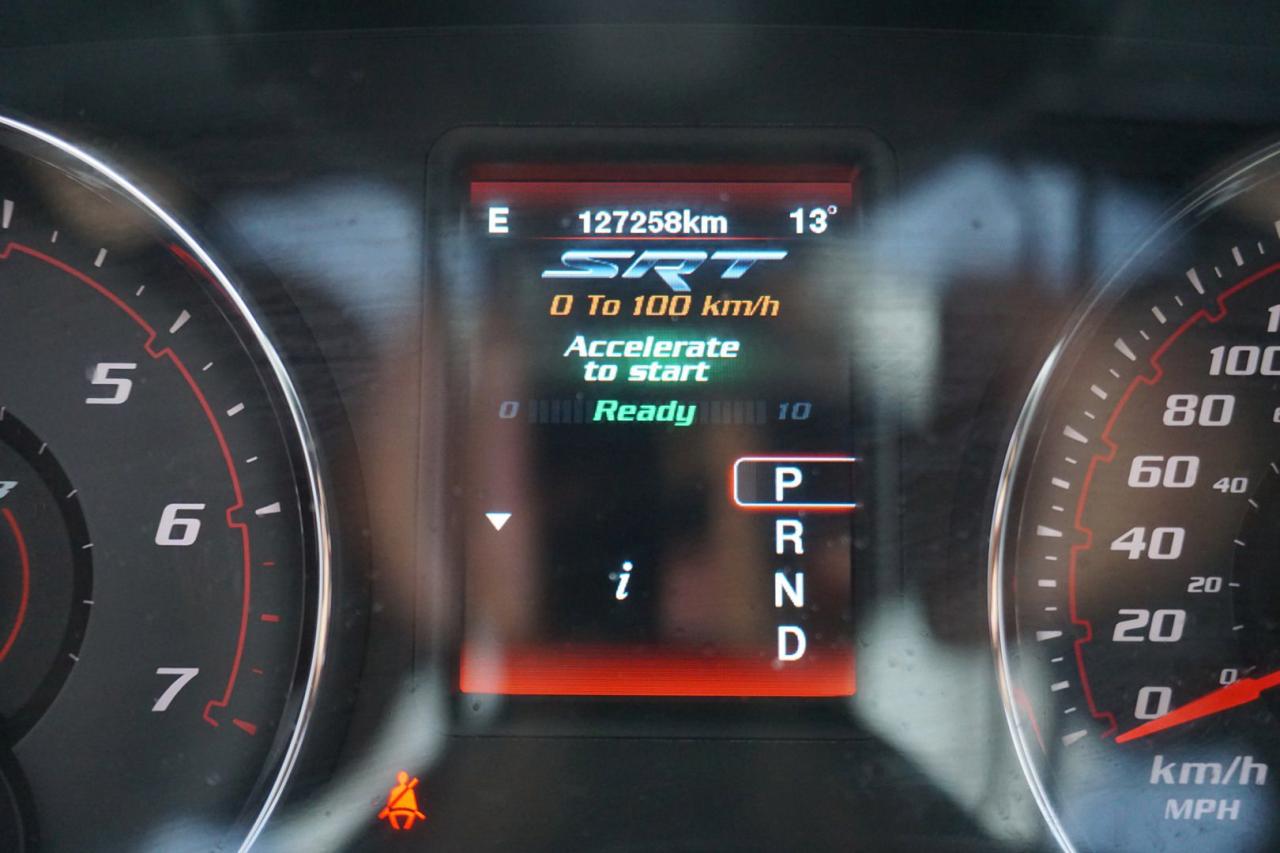 E 127258km 13°
SRT
0 To 100 km/h
Accelerate
to start
0 Ready 10
P
R
N
D
i
5
6
7
100
80
60
40
40
20
20
0
0
km/h
MPH